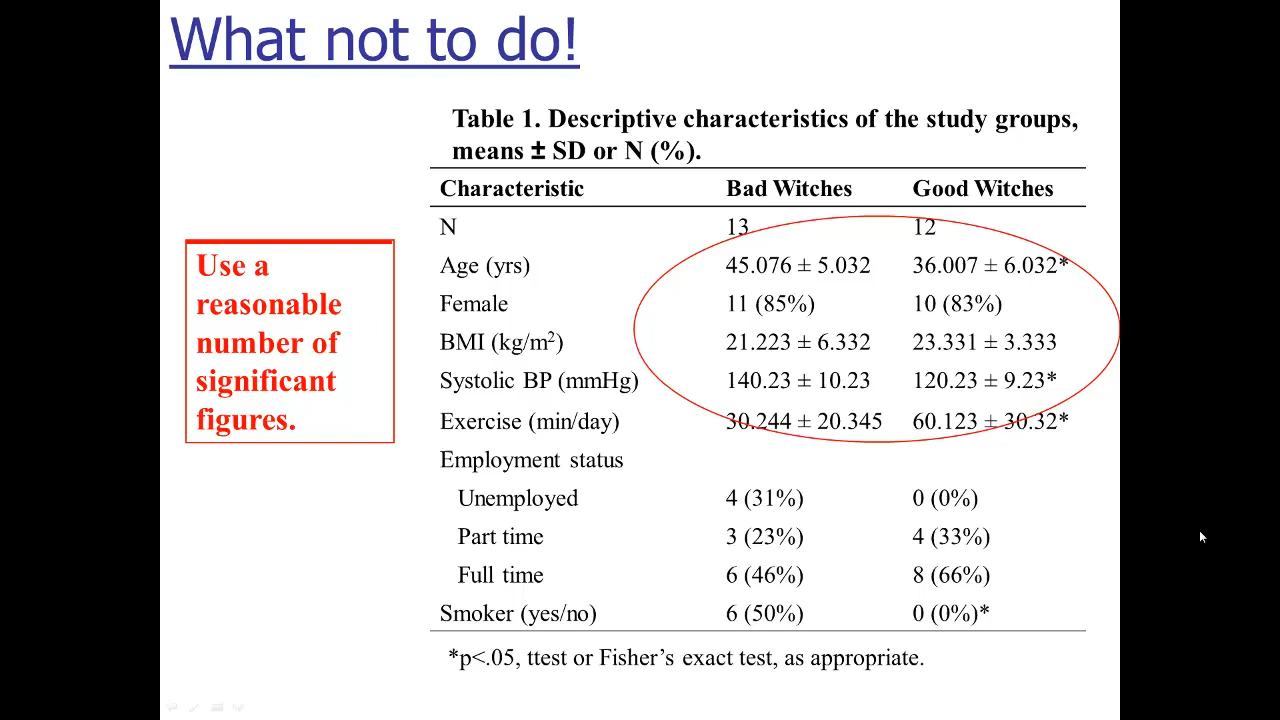 What not to do!
Table 1. Descriptive characteristics of the study groups,
means ± SD or N (%).
Characteristic Bad Witches Good Witches
N 13 12
Age (yrs) 45.076 ± 5.032 36.007 ± 6.032*
Female 11 (85%) 10 (83%)
BMI (kg/m²) 21.223 ± 6.332 23.331 ± 3.333
Systolic BP (mmHg) 140.23 ± 10.23 120.23 ± 9.23*
Exercise (min/day) 30.244 ± 20.345 60.123 ± 30.32*
Employment status
Unemployed 4 (31%) 0 (0%)
Part time 3 (23%) 4 (33%)
Full time 6 (46%) 8 (66%)
Smoker (yes/no) 6 (50%) 0 (0%)*
*p<.05, ttest or Fisher’s exact test, as appropriate.
Use a
reasonable
number of
significant
figures.